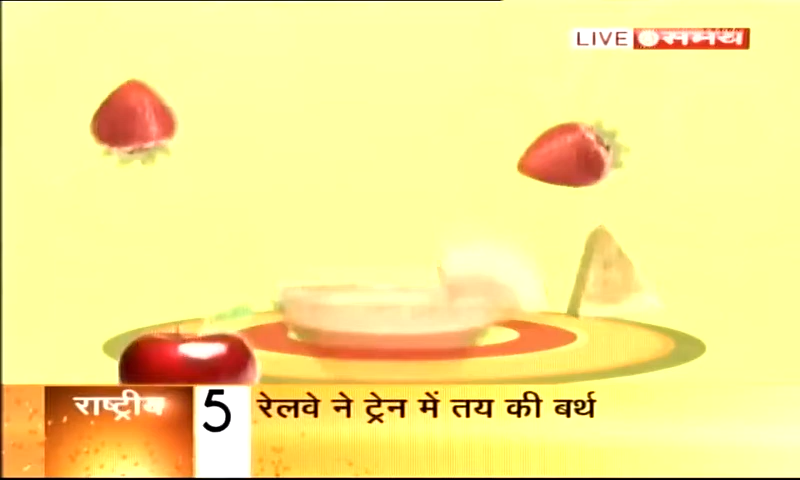 LIVE समय
राष्ट्रीय 5 रेलवे ने ट्रेन में तय की बर्थ